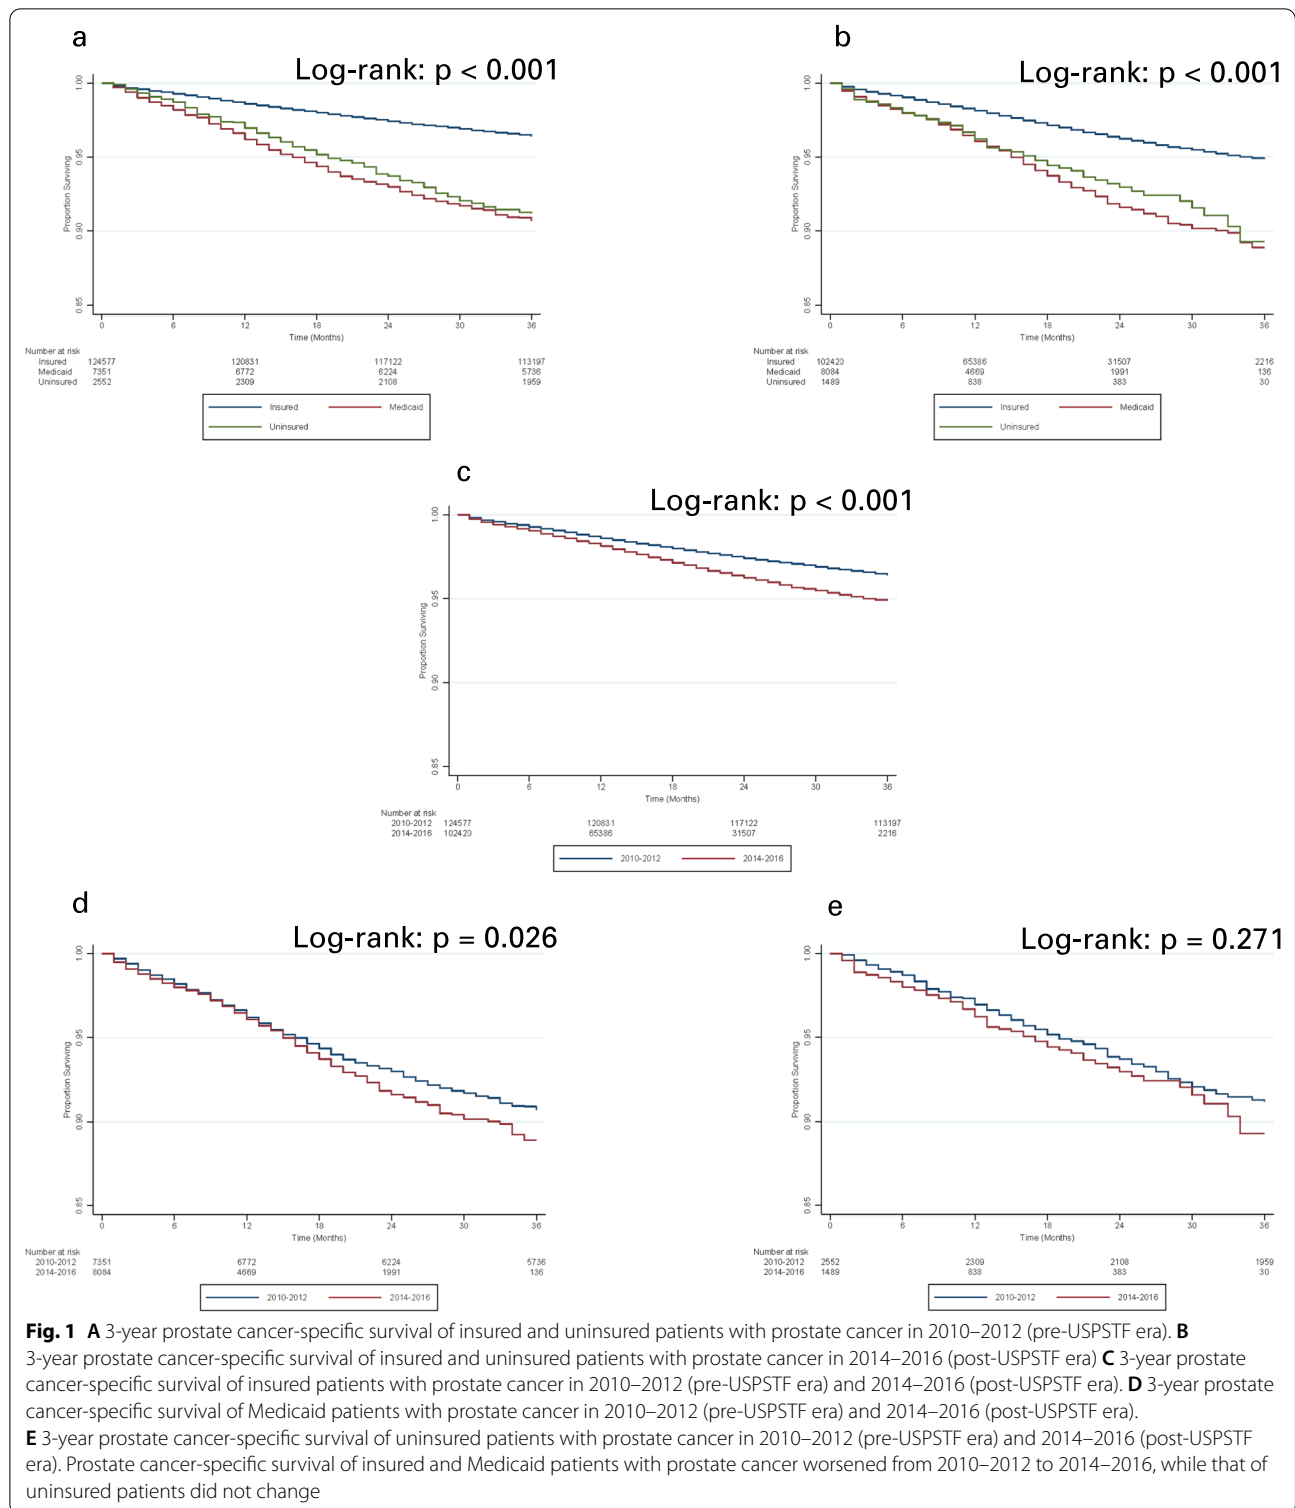 a
Log-rank: p < 0.001
1.00
0.95
0.90
0.85
Proportion Surviving
0 6 12 18 24 30 36
Time (Months)
Number at risk
Insured 124577 120831 117122 113197
Medicaid 7351 6772 6224 5736
Uninsured 2552 2309 2108 1959
Insured Medicaid
Uninsured
b
Log-rank: p < 0.001
1.00
0.95
0.90
0.85
Proportion Surviving
0 6 12 18 24 30 36
Time (Months)
Number at risk
Insured 102420 65386 31507 2216
Medicaid 8084 4669 1991 136
Uninsured 1489 838 383 30
Insured Medicaid
Uninsured
c
Log-rank: p < 0.001
1.00
0.95
0.90
0.85
Proportion Surviving
0 6 12 18 24 30 36
Time (Months)
Number at risk
2010-2012 124577 120831 117122 113197
2014-2016 102420 65386 31507 2216
2010-2012 2014-2016
d
Log-rank: p = 0.026
1.00
0.95
0.90
0.85
Proportion Surviving
0 6 12 18 24 30 36
Time (Months)
Number at risk
2010-2012 7351 6772 6224 5736
2014-2016 8084 4669 1991 136
2010-2012 2014-2016
e
Log-rank: p = 0.271
1.00
0.95
0.90
0.85
Proportion Surviving
0 6 12 18 24 30 36
Time (Months)
Number at risk
2010-2012 2552 2309 2108 1959
2014-2016 1489 838 383 30
2010-2012 2014-2016
Fig. 1 A 3-year prostate cancer-specific survival of insured and uninsured patients with prostate cancer in 2010–2012 (pre-USPSTF era). B
3-year prostate cancer-specific survival of insured and uninsured patients with prostate cancer in 2014–2016 (post-USPSTF era) C 3-year prostate
cancer-specific survival of insured patients with prostate cancer in 2010–2012 (pre-USPSTF era) and 2014–2016 (post-USPSTF era). D 3-year prostate
cancer-specific survival of Medicaid patients with prostate cancer in 2010–2012 (pre-USPSTF era) and 2014–2016 (post-USPSTF era).
E 3-year prostate cancer-specific survival of uninsured patients with prostate cancer in 2010–2012 (pre-USPSTF era) and 2014–2016 (post-USPSTF
era). Prostate cancer-specific survival of insured and Medicaid patients with prostate cancer worsened from 2010–2012 to 2014–2016, while that of
uninsured patients did not change